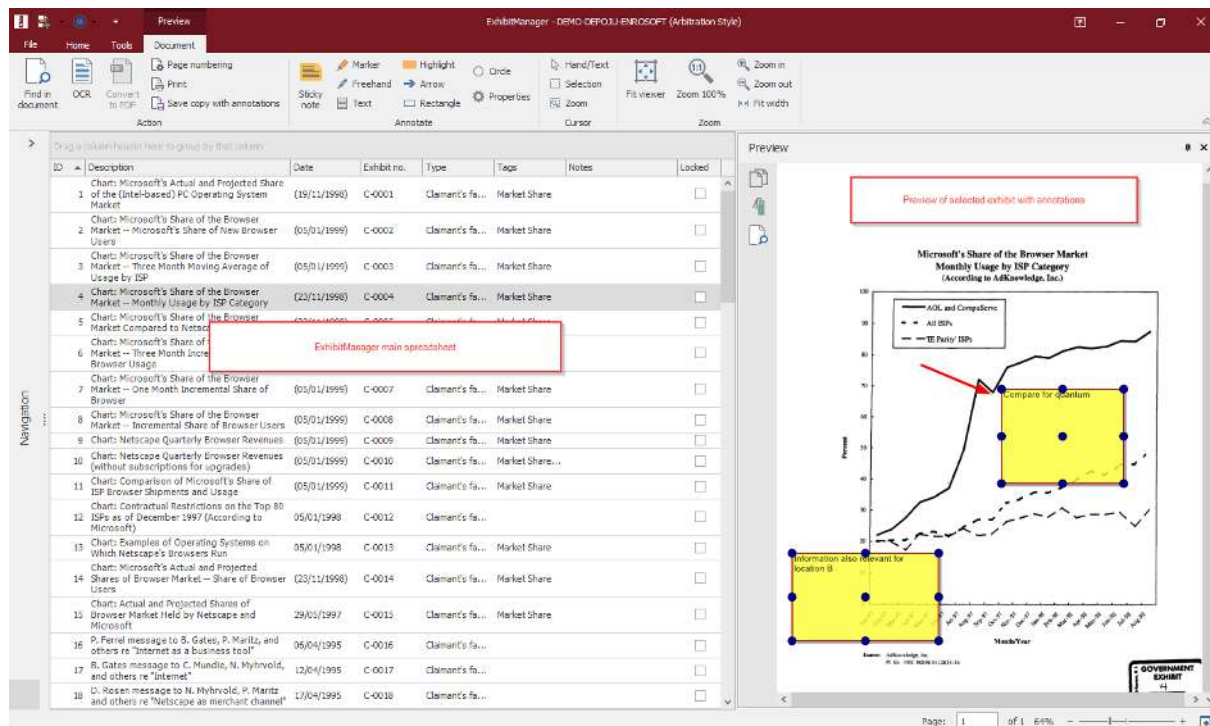 Preview
ExhibitManager - DEMO-DEPOJU-ENROSOFT (Arbitration Style)
File
Home
Tools
Document
Find in document
OCR
Convert to PDF
Page numbering
Print
Save copy with annotations
Action
Sticky note
Marker
Freehand
Text
Highlight
Arrow
Rectangle
Circle
Properties
Annotate
Hand/Text
Selection
Zoom
Cursor
Fit viewer
Zoom 100%
Zoom in
Zoom out
Fit width
Zoom
Navigation
Drag a column header here to group by that column
ID Description Date Exhibit no. Type Tags Notes Locked
Chart: Microsoft's Actual and Projected Share
1 of the (Intel-based) PC Operating System (19/11/1998) C-0001 Claimant's fa... Market Share
Market
Chart: Microsoft's Share of the Browser
2 Market -- Microsoft's Share of New Browser (05/01/1999) C-0002 Claimant's fa... Market Share
Users
Chart: Microsoft's Share of the Browser
3 Market -- Three Month Moving Average of (05/01/1999) C-0003 Claimant's fa... Market Share
Usage by ISP
4 Chart: Microsoft's Share of the Browser
Market -- Monthly Usage by ISP Category (23/11/1998) C-0004 Claimant's fa... Market Share
5 Chart: Microsoft's Share of the Browser
Market Compared to Netsca
Chart: Microsoft's Share of
6 Market -- Three Month Incre
Browser Usage
ExhibitManager main spreadsheet
Chart: Microsoft's Share of the Browser
7 Market -- One Month Incremental Share of (05/01/1999) C-0007 Claimant's fa... Market Share
Browser
8 Chart: Microsoft's Share of the Browser
Market -- Incremental Share of Browser Users (05/01/1999) C-0008 Claimant's fa... Market Share
9 Chart: Netscape Quarterly Browser Revenues (05/01/1999) C-0009 Claimant's fa... Market Share
10 Chart: Netscape Quarterly Browser Revenues
(without subscriptions for upgrades) (05/01/1999) C-0010 Claimant's fa... Market Share...
11 Chart: Comparison of Microsoft's Share of
ISP Browser Shipments and Usage (05/01/1999) C-0011 Claimant's fa... Market Share
Chart: Contractual Restrictions on the Top 80
12 ISPs as of December 1997 (According to 05/01/1998 C-0012 Claimant's fa...
Microsoft)
13 Chart: Examples of Operating Systems on
Which Netscape's Browsers Run 05/01/1998 C-0013 Claimant's fa... Market Share
Chart: Microsoft's Actual and Projected
14 Shares of Browser Market -- Share of Browser (23/11/1998) C-0014 Claimant's fa... Market Share
Users
Chart: Actual and Projected Shares of
15 Browser Market Held by Netscape and 29/05/1997 C-0015 Claimant's fa... Market Share
Microsoft
16 P. Ferrel message to B. Gates, P. Maritz, and
others re "Internet as a business tool" 06/04/1995 C-0016 Claimant's fa...
17 B. Gates message to C. Mundie, N. Myhrvold,
and others re "Internet" 12/04/1995 C-0017 Claimant's fa...
18 D. Rosen message to N. Myhrvold, P. Maritz
and others re "Netscape as merchant channel" 17/04/1995 C-0018 Claimant's fa...
Preview
Preview of selected exhibit with annotations
Microsoft's Share of the Browser Market
Monthly Usage by ISP Category
(According to AdKnowledge, Inc.)
AOL and CompuServe
All ISPs
"IE Parity" ISPs
100
90
80
70
60
50
40
30
20
Percent
Compare for quantum
Information also relevant for
location B
Month/Year
Source: AdKnowledge, Inc.
GOVERNMENT
EXHIBIT
4
Page: 1 of 1 64%